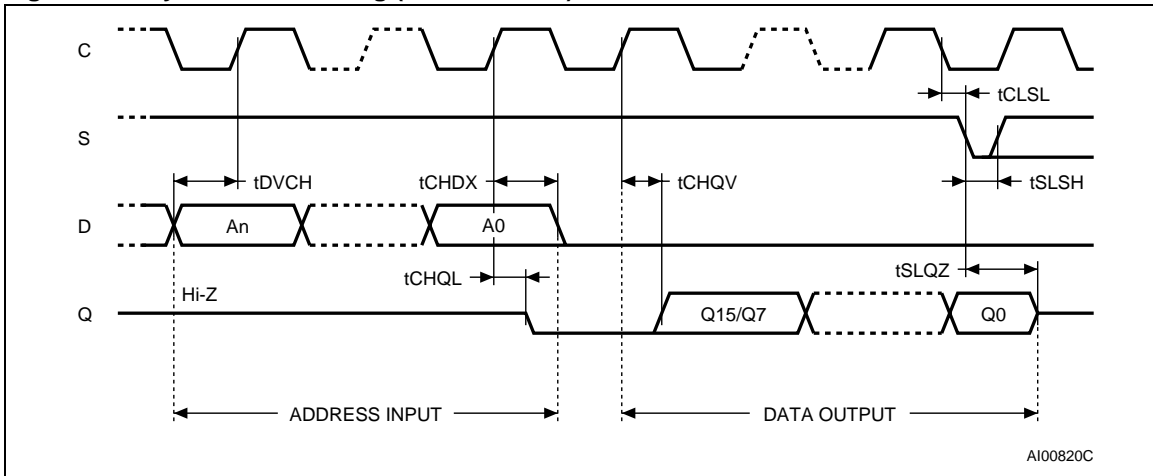 C
tCLSL
S
tDVCH
tCHDX
tCHQV
tSLSH
D
An
A0
tCHQL
tSLQZ
Hi-Z
Q
Q15/Q7
Q0
ADDRESS INPUT
DATA OUTPUT
AI00820C